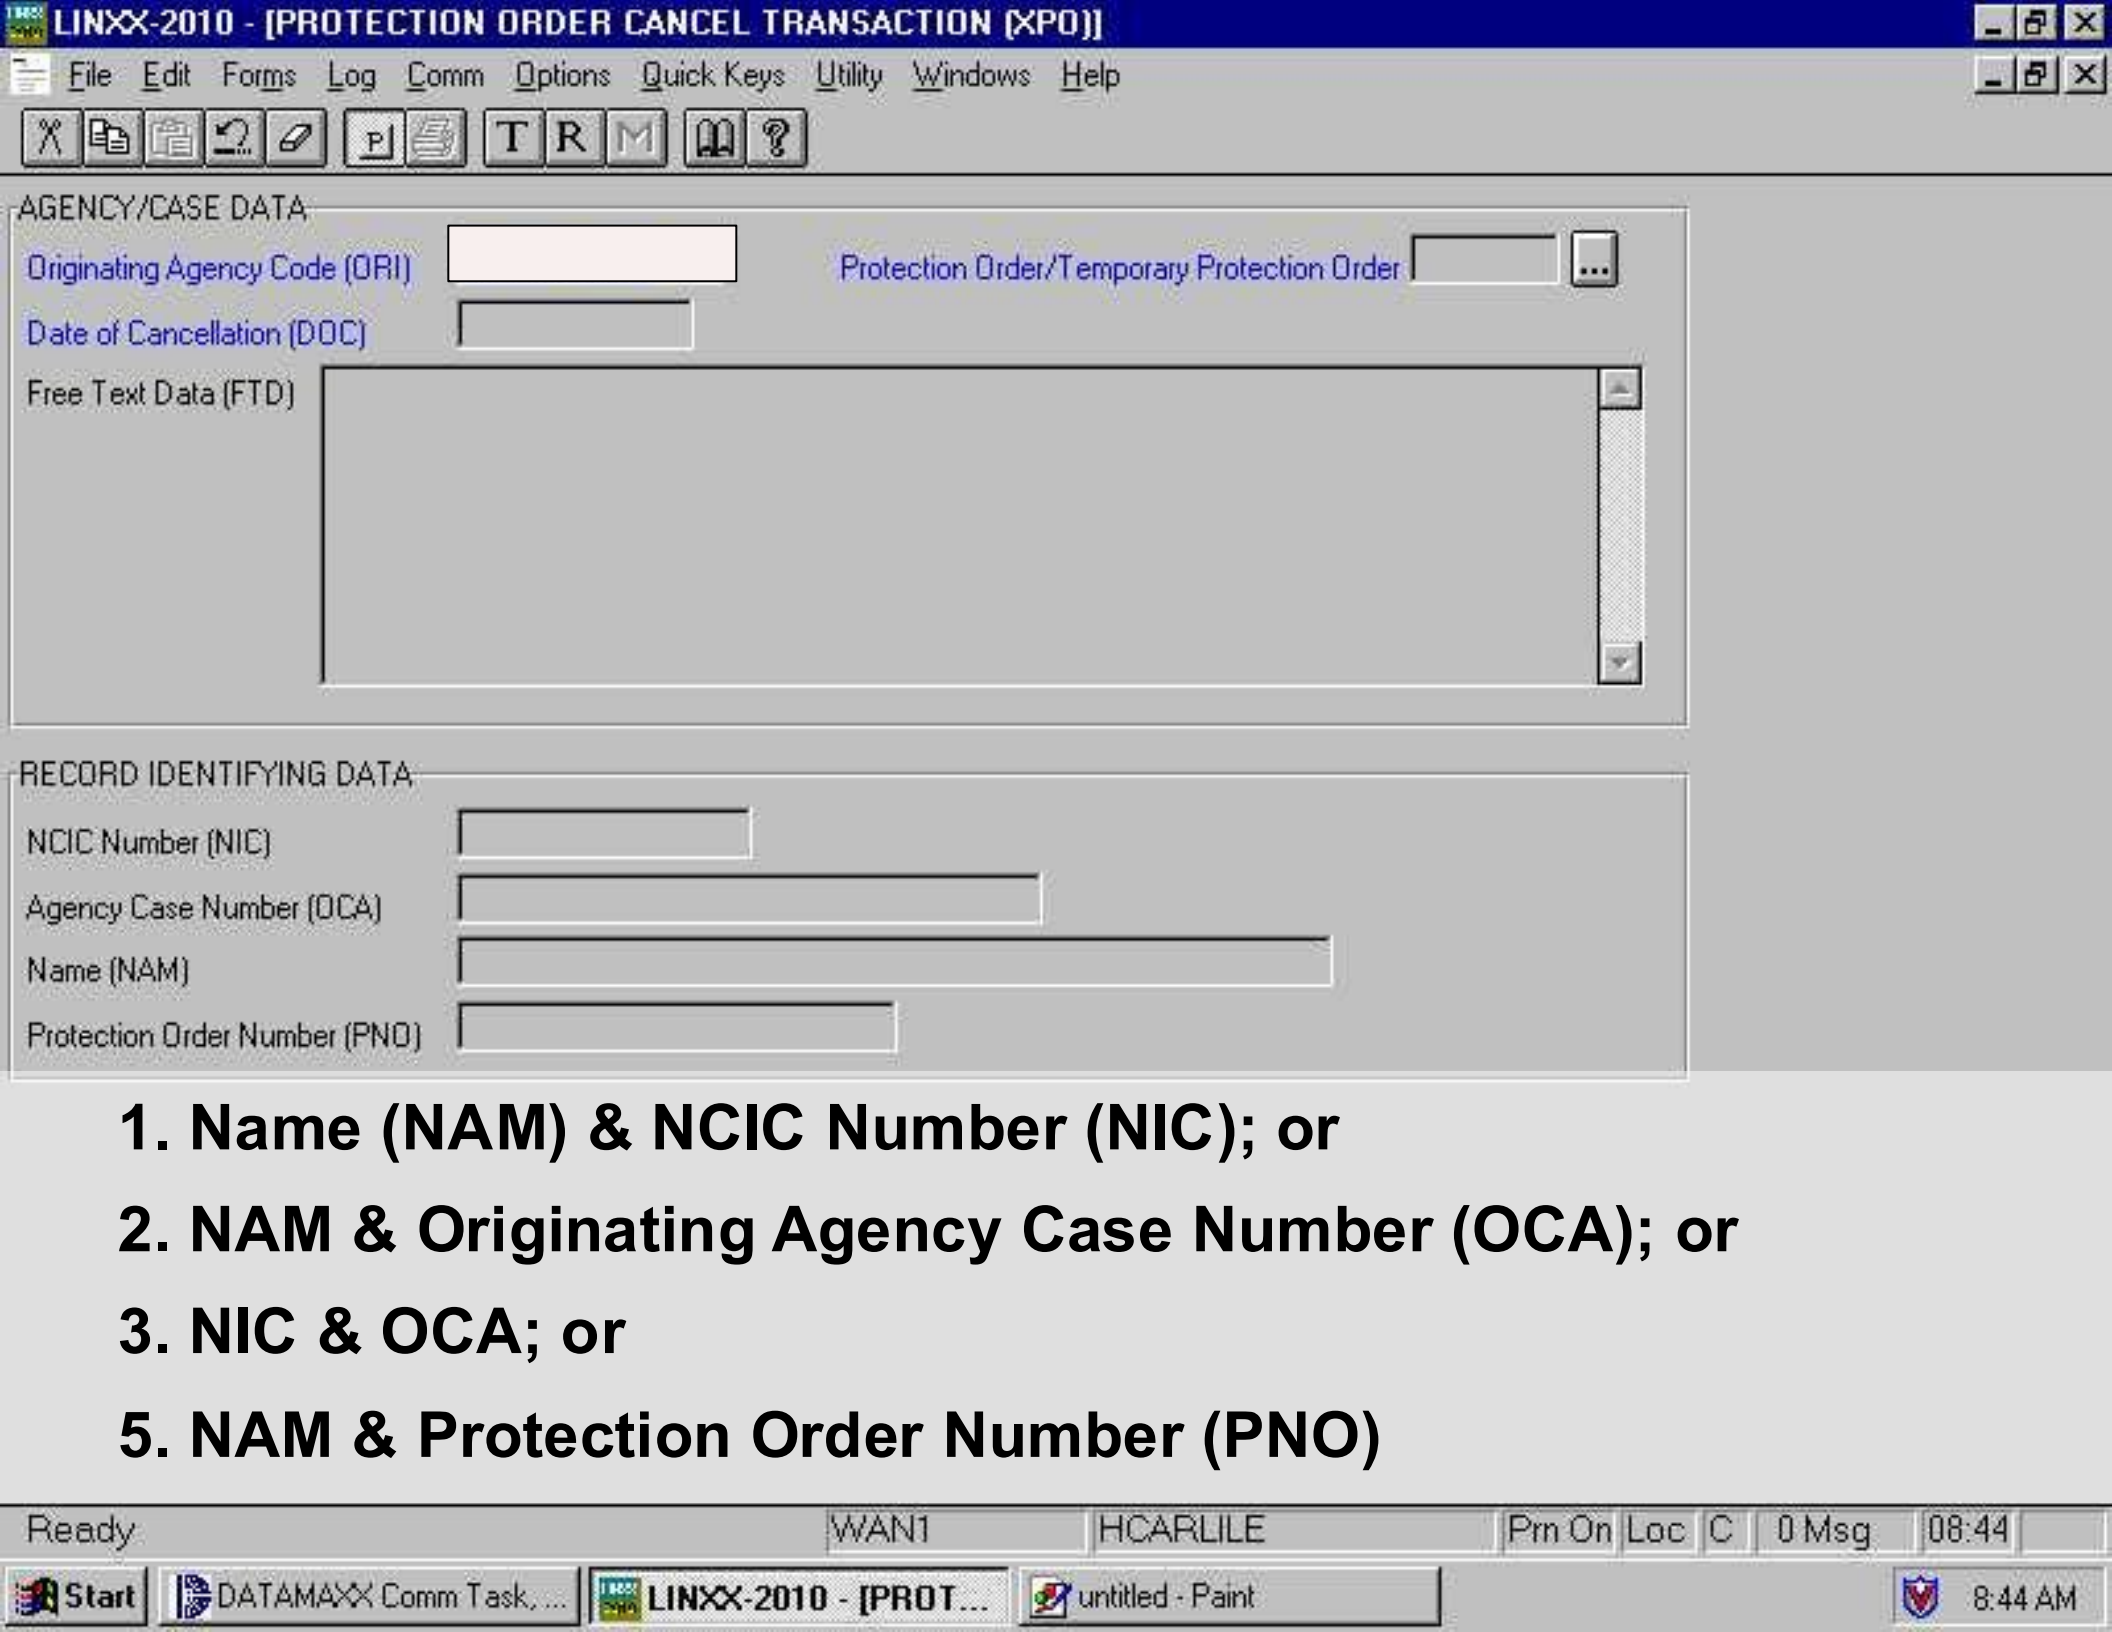 LINXX-2010 - [PROTECTION ORDER CANCEL TRANSACTION (XPO)]
File Edit Forms Log Comm Options Quick Keys Utility Windows Help
P T R M ?
AGENCY/CASE DATA
Originating Agency Code (ORI) Protection Order/Temporary Protection Order ...
Date of Cancellation (DOC)
Free Text Data (FTD)
RECORD IDENTIFYING DATA
NCIC Number (NIC)
Agency Case Number (OCA)
Name (NAM)
Protection Order Number (PNO)
1. Name (NAM) & NCIC Number (NIC); or
2. NAM & Originating Agency Case Number (OCA); or
3. NIC & OCA; or
5. NAM & Protection Order Number (PNO)
Ready WAN1 HCARLILE Prn On Loc C 0 Msg 08:44
Start DATAMAXX Comm Task, ... LINXX-2010 - [PROT... untitled - Paint 8:44 AM